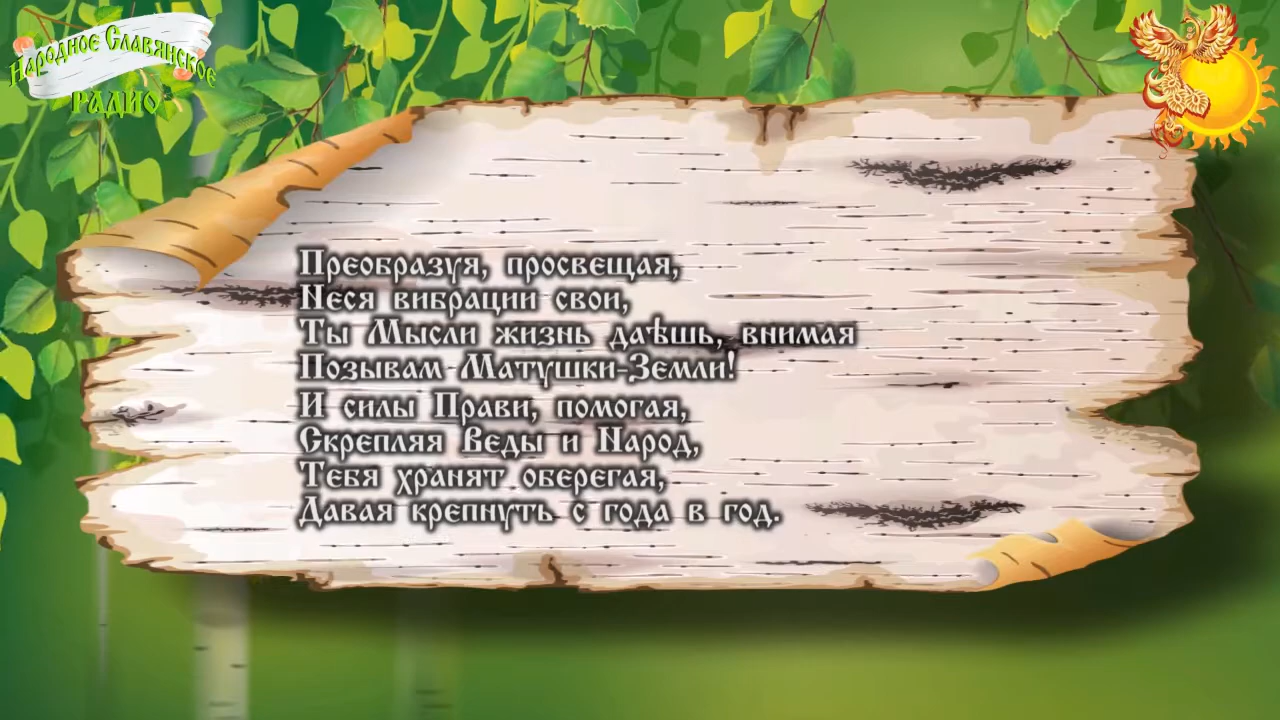 Народное Славянское
РАДИО
Преобразуя, просвещая,
Неся вибрации свои,
Ты Мысли жизнь даѣшь, внимая
Позывам Матушки-Земли!
И силы Прави, помогая,
Скрепляя Веды и Народ,
Тебя хранят оберегая,
Давая крепнуть с года в год.